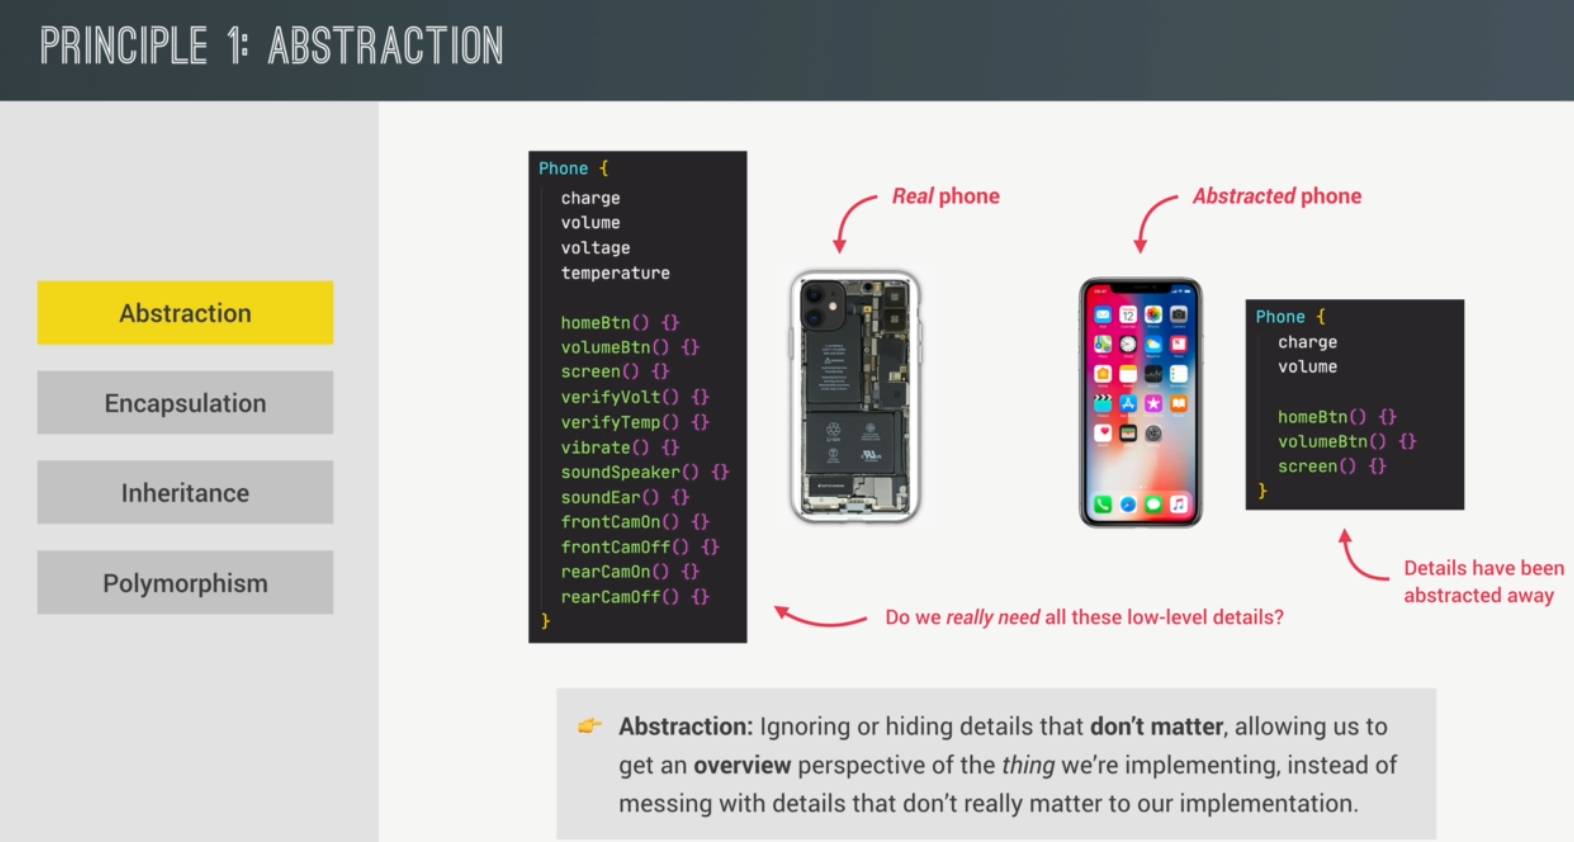 PRINCIPLE 1: ABSTRACTION
Abstraction
Encapsulation
Inheritance
Polymorphism
Phone {
charge
volume
voltage
temperature
homeBtn() {}
volumeBtn() {}
screen() {}
verifyVolt() {}
verifyTemp() {}
vibrate() {}
soundSpeaker() {}
soundEar() {}
frontCamOn() {}
frontCamOff() {}
rearCamOn() {}
rearCamOff() {}
}
Real phone
Do we really need all these low-level details?
Abstracted phone
12
Phone {
charge
volume
homeBtn() {}
volumeBtn() {}
screen() {}
}
Details have been
abstracted away
👉 Abstraction: Ignoring or hiding details that don’t matter, allowing us to
get an overview perspective of the thing we’re implementing, instead of
messing with details that don’t really matter to our implementation.